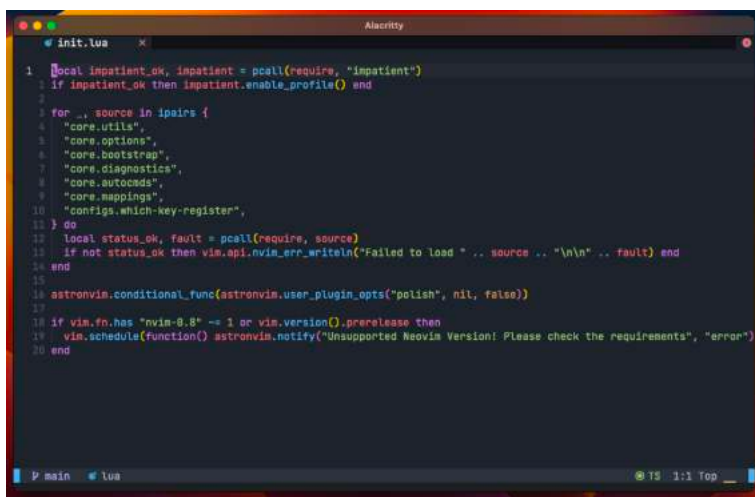 Alacritty
init.lua ×
1 local impatient_ok, impatient = pcall(require, "impatient")
1 if impatient_ok then impatient.enable_profile() end
2
3 for _, source in ipairs {
4 "core.utils",
5 "core.options",
6 "core.bootstrap",
7 "core.diagnostics",
8 "core.autocmds",
9 "core.mappings",
10 "configs.which-key-register",
11 } do
12 local status_ok, fault = pcall(require, source)
13 if not status_ok then vim.api.nvim_err_writeln("Failed to load " .. source .. "\n\n" .. fault) end
14 end
15
16 astronvim.conditional_func(astronvim.user_plugin_opts("polish", nil, false))
17
18 if vim.fn.has "nvim-0.8" ~= 1 or vim.version().prerelease then
19 vim.schedule(function() astronvim.notify("Unsupported Neovim Version! Please check the requirements", "error")
20 end
main lua TS 1:1 Top